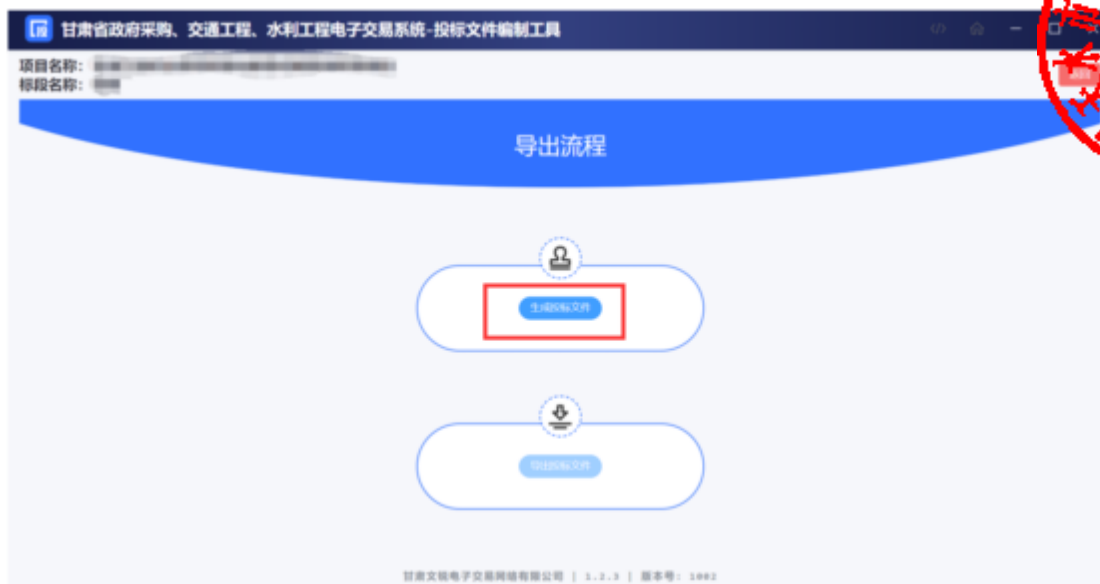 甘肃省政府采购、交通工程、水利工程电子交易系统-投标文件编制工具
项目名称:
标段名称:
导出流程
生成投标文件
导出投标文件
甘肃文锐电子交易网络有限公司 | 1.2.3 | 版本号: 1002